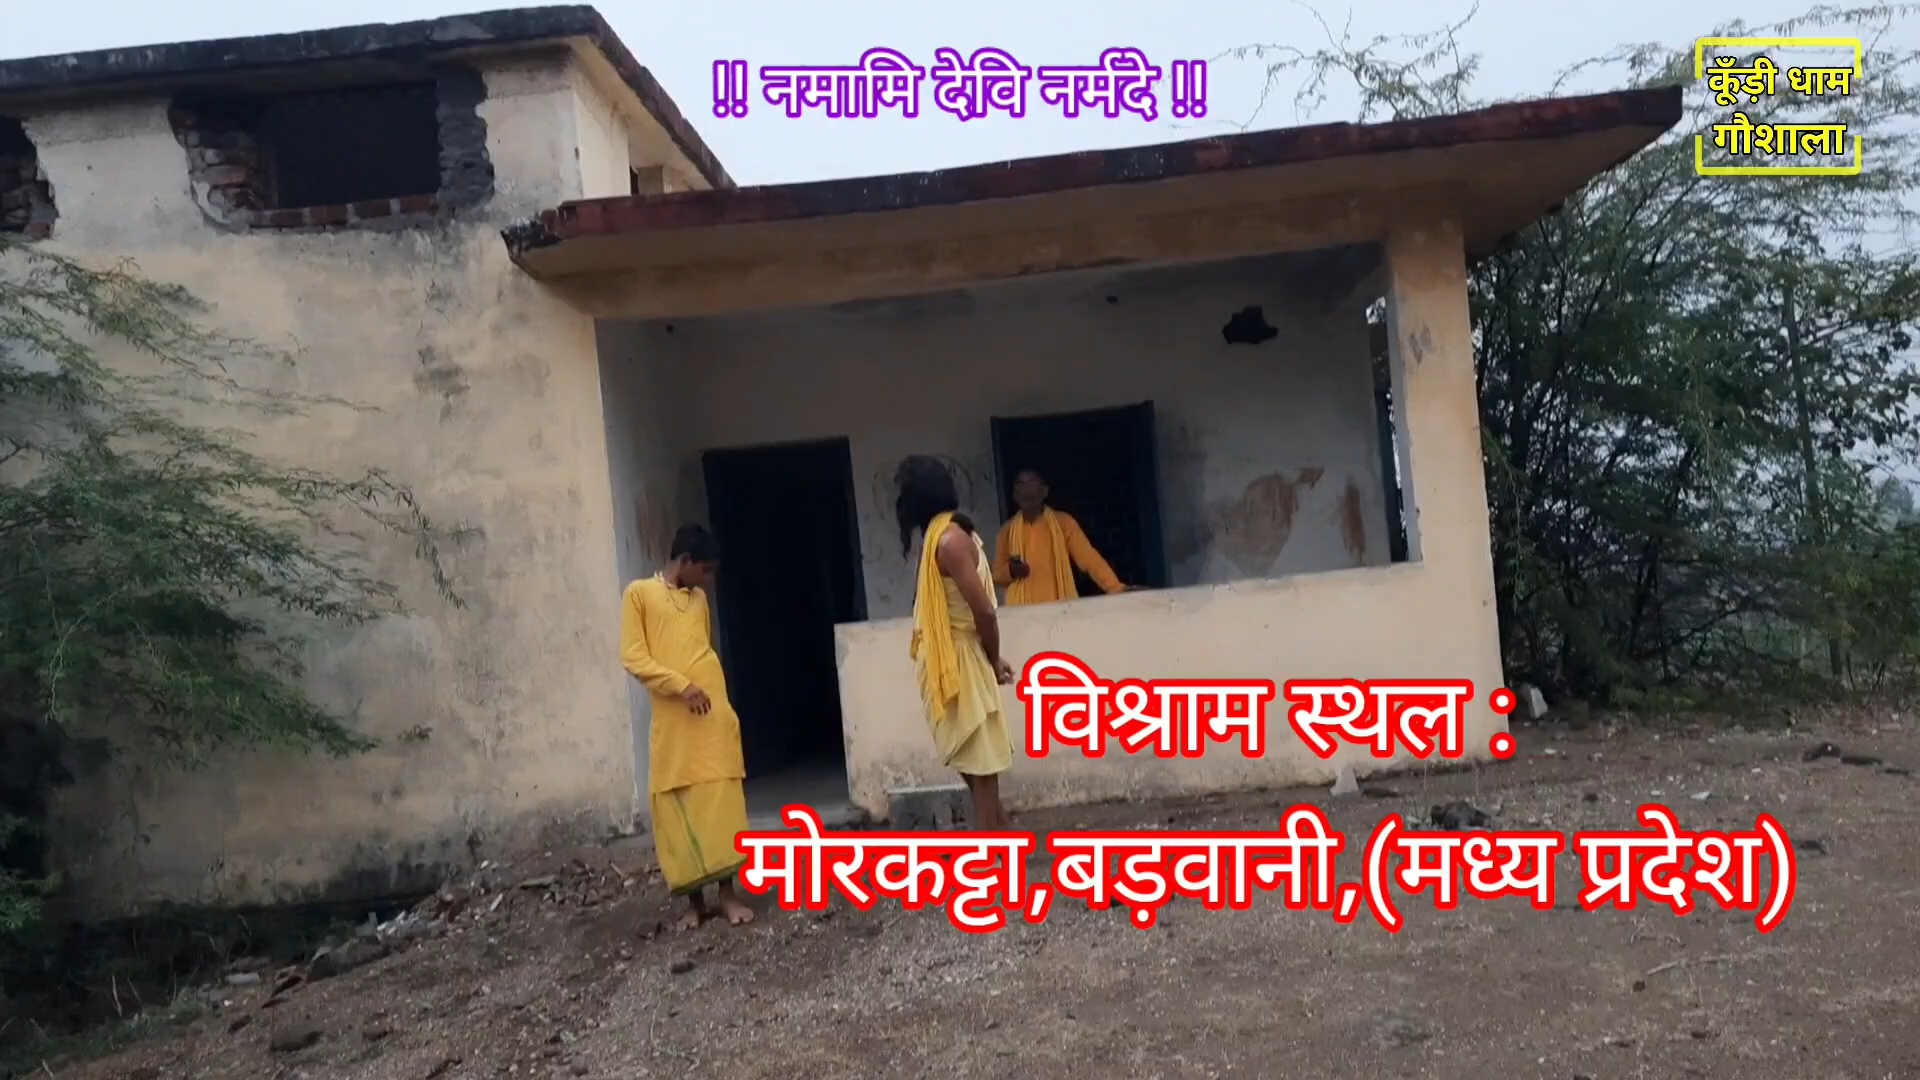 !! नमामि देवि नर्मदे !!
कूँड़ी धाम
गौशाला
विश्राम स्थल :
मोरकट्टा,बड़वानी,(मध्य प्रदेश)